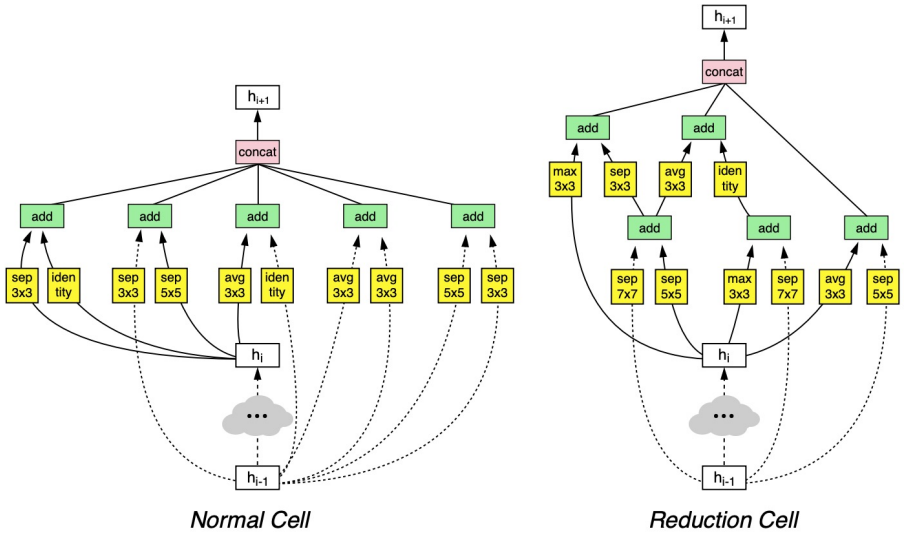 h_{i+1}
concat
add add add add add
sep 3x3 iden tity sep 3x3 sep 5x5 avg 3x3 iden tity avg 3x3 avg 3x3 sep 5x5 sep 3x3
h_i
...
h_{i-1}
Normal Cell
h_{i+1}
concat
add add
max 3x3 sep 3x3 avg 3x3 iden tity
add add add
sep 7x7 sep 5x5 max 3x3 sep 7x7 avg 3x3 sep 5x5
h_i
...
h_{i-1}
Reduction Cell